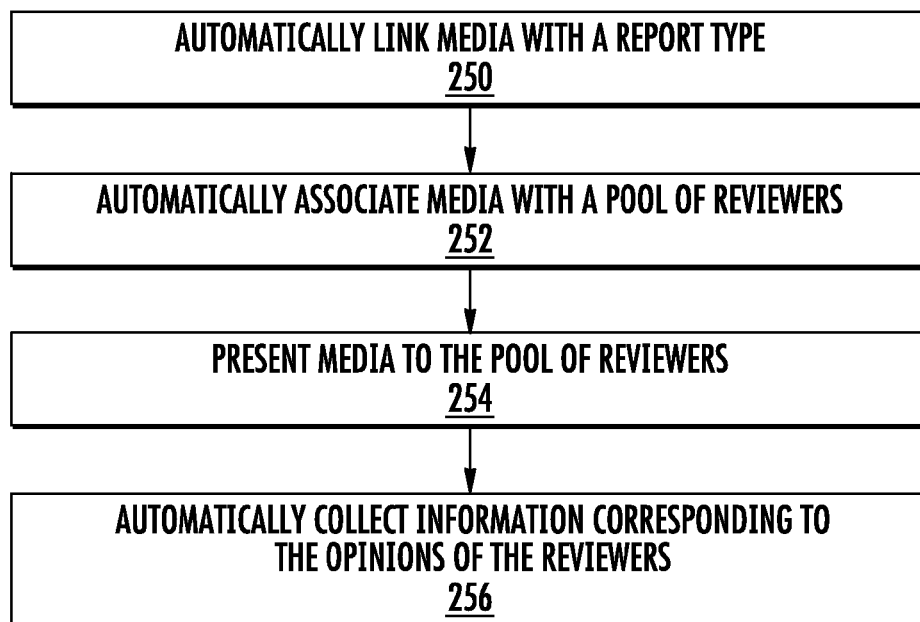 AUTOMATICALLY LINK MEDIA WITH A REPORT TYPE
250
AUTOMATICALLY ASSOCIATE MEDIA WITH A POOL OF REVIEWERS
252
PRESENT MEDIA TO THE POOL OF REVIEWERS
254
AUTOMATICALLY COLLECT INFORMATION CORRESPONDING TO
THE OPINIONS OF THE REVIEWERS
256